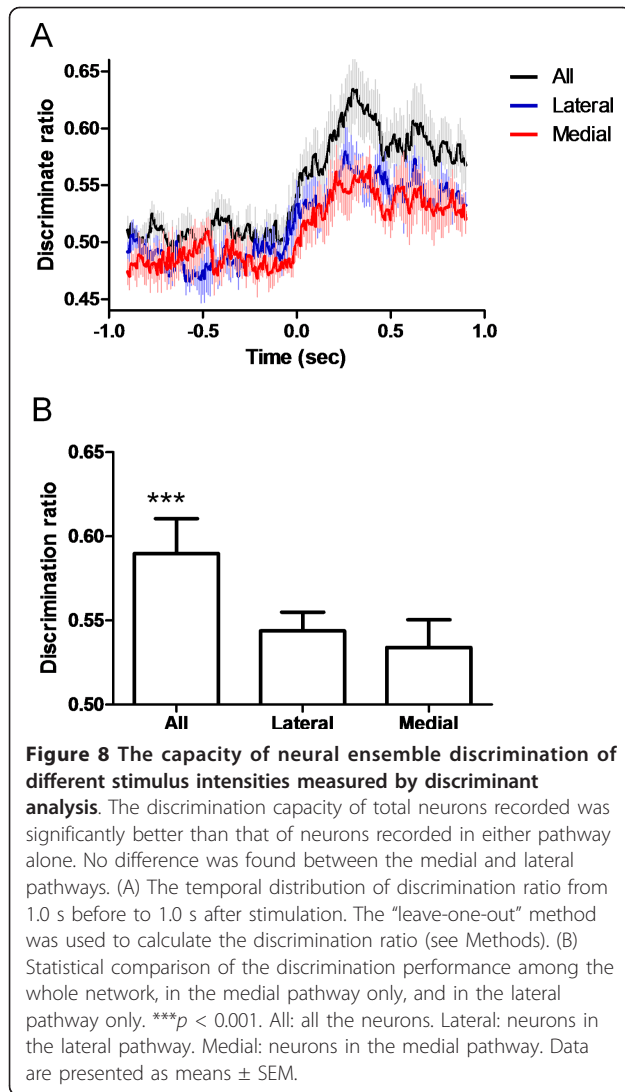 A
0.65
0.60
0.55
0.50
0.45
Discriminate ratio
All
Lateral
Medial
-1.0
-0.5
0.0
0.5
1.0
Time (sec)
B
0.65
0.60
0.55
0.50
Discrimination ratio
***
All
Lateral
Medial
Figure 8 The capacity of neural ensemble discrimination of
different stimulus intensities measured by discriminant
analysis. The discrimination capacity of total neurons recorded was
significantly better than that of neurons recorded in either pathway
alone. No difference was found between the medial and lateral
pathways. (A) The temporal distribution of discrimination ratio from
1.0 s before to 1.0 s after stimulation. The “leave-one-out” method
was used to calculate the discrimination ratio (see Methods). (B)
Statistical comparison of the discrimination performance among the
whole network, in the medial pathway only, and in the lateral
pathway only. ***p < 0.001. All: all the neurons. Lateral: neurons in
the lateral pathway. Medial: neurons in the medial pathway. Data
are presented as means ± SEM.